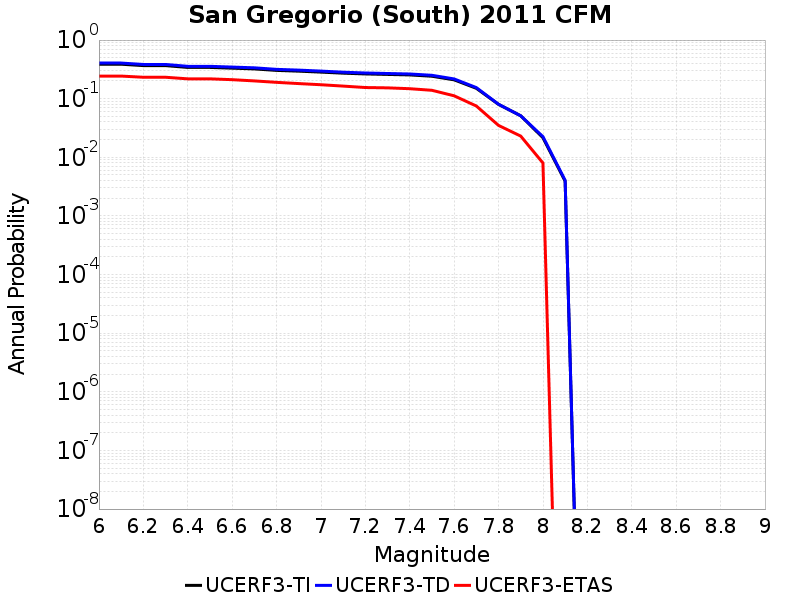 San Gregorio (South) 2011 CFM
Annual Probability
10^0
10^-1
10^-2
10^-3
10^-4
10^-5
10^-6
10^-7
10^-8
6 6.2 6.4 6.6 6.8 7 7.2 7.4 7.6 7.8 8 8.2 8.4 8.6 8.8 9
Magnitude
UCERF3-TI UCERF3-TD UCERF3-ETAS